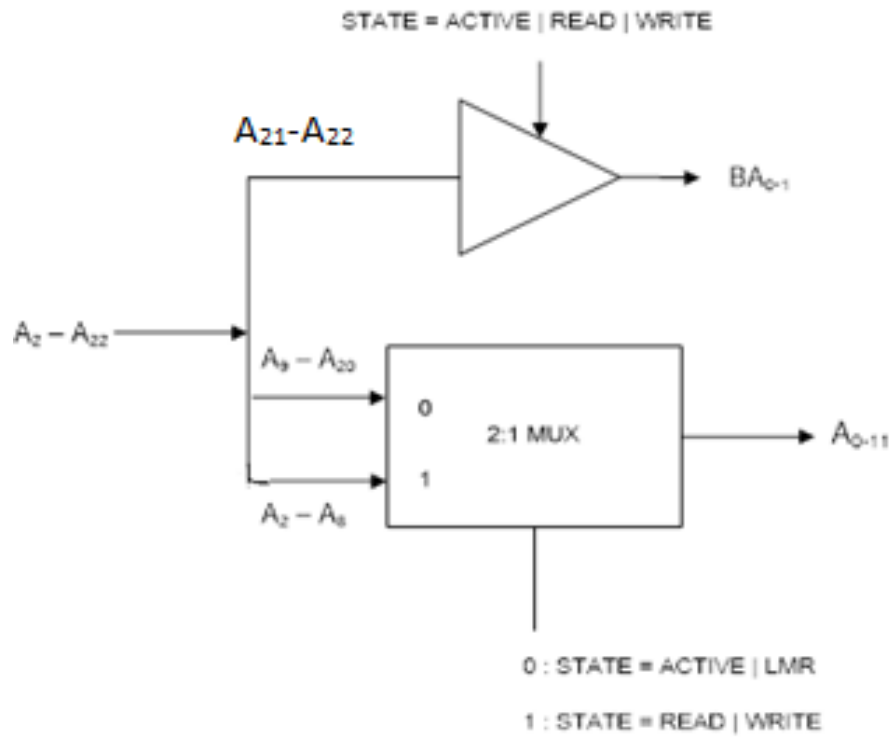 STATE = ACTIVE | READ | WRITE
A₂₁-A₂₂
BA₀₋₁
A₂ – A₂₂
A₉ – A₂₀
0
2:1 MUX
A₀₋₁₁
1
A₂ – A₈
0 : STATE = ACTIVE | LMR
1 : STATE = READ | WRITE